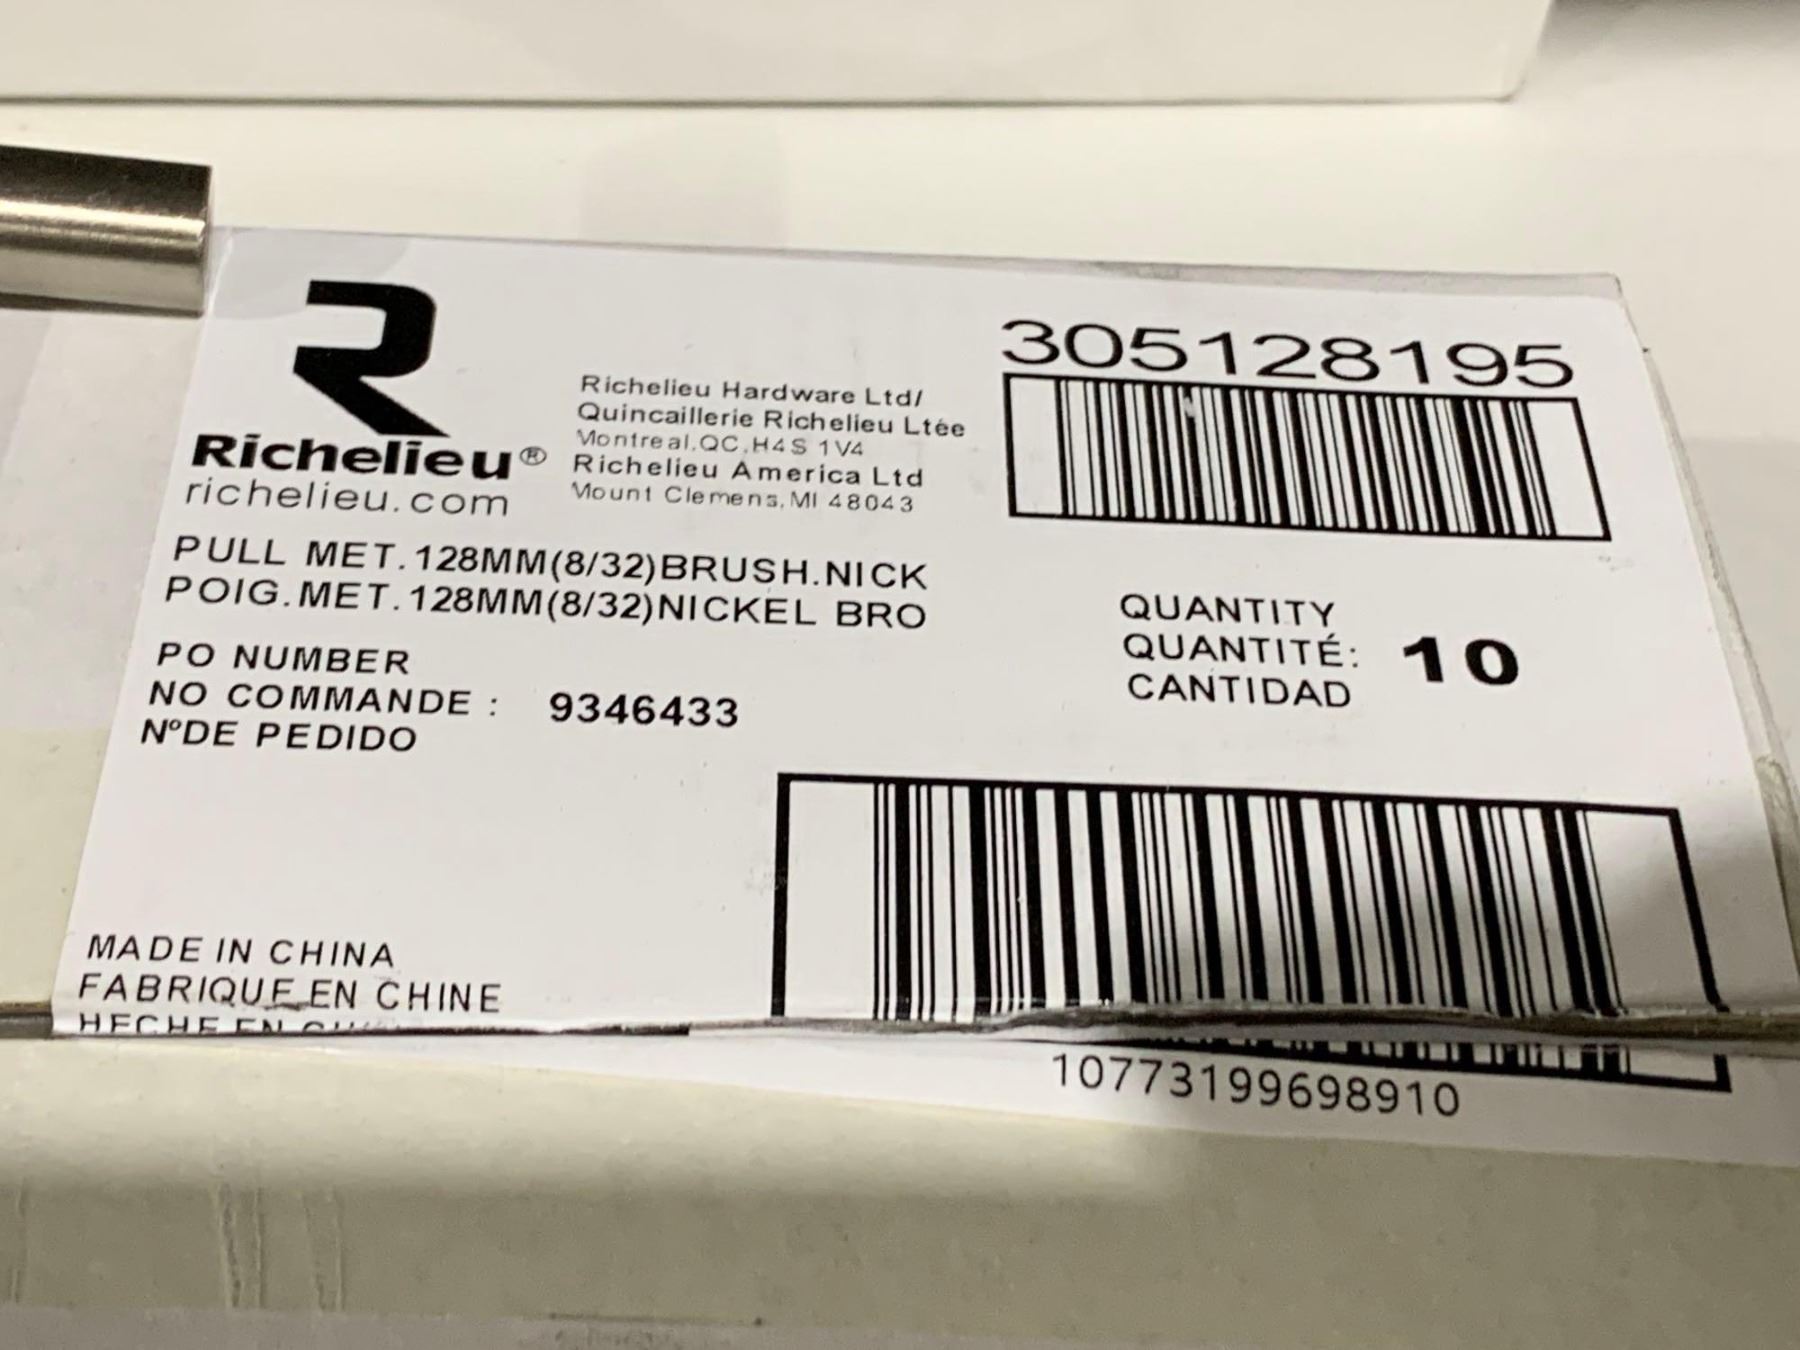 Richelieu®
richelieu.com
Richelieu Hardware Ltd/
Quincaillerie Richelieu Ltée
Montreal,QC,H4S 1V4
Richelieu America Ltd
Mount Clemens,MI 48043
305128195
PULL MET.128MM(8/32)BRUSH.NICK
POIG.MET.128MM(8/32)NICKEL BRO
PO NUMBER
NO COMMANDE : 9346433
NºDE PEDIDO
QUANTITY
QUANTITÉ: 10
CANTIDAD
MADE IN CHINA
FABRIQUE EN CHINE
HECHE EN
10773199698910